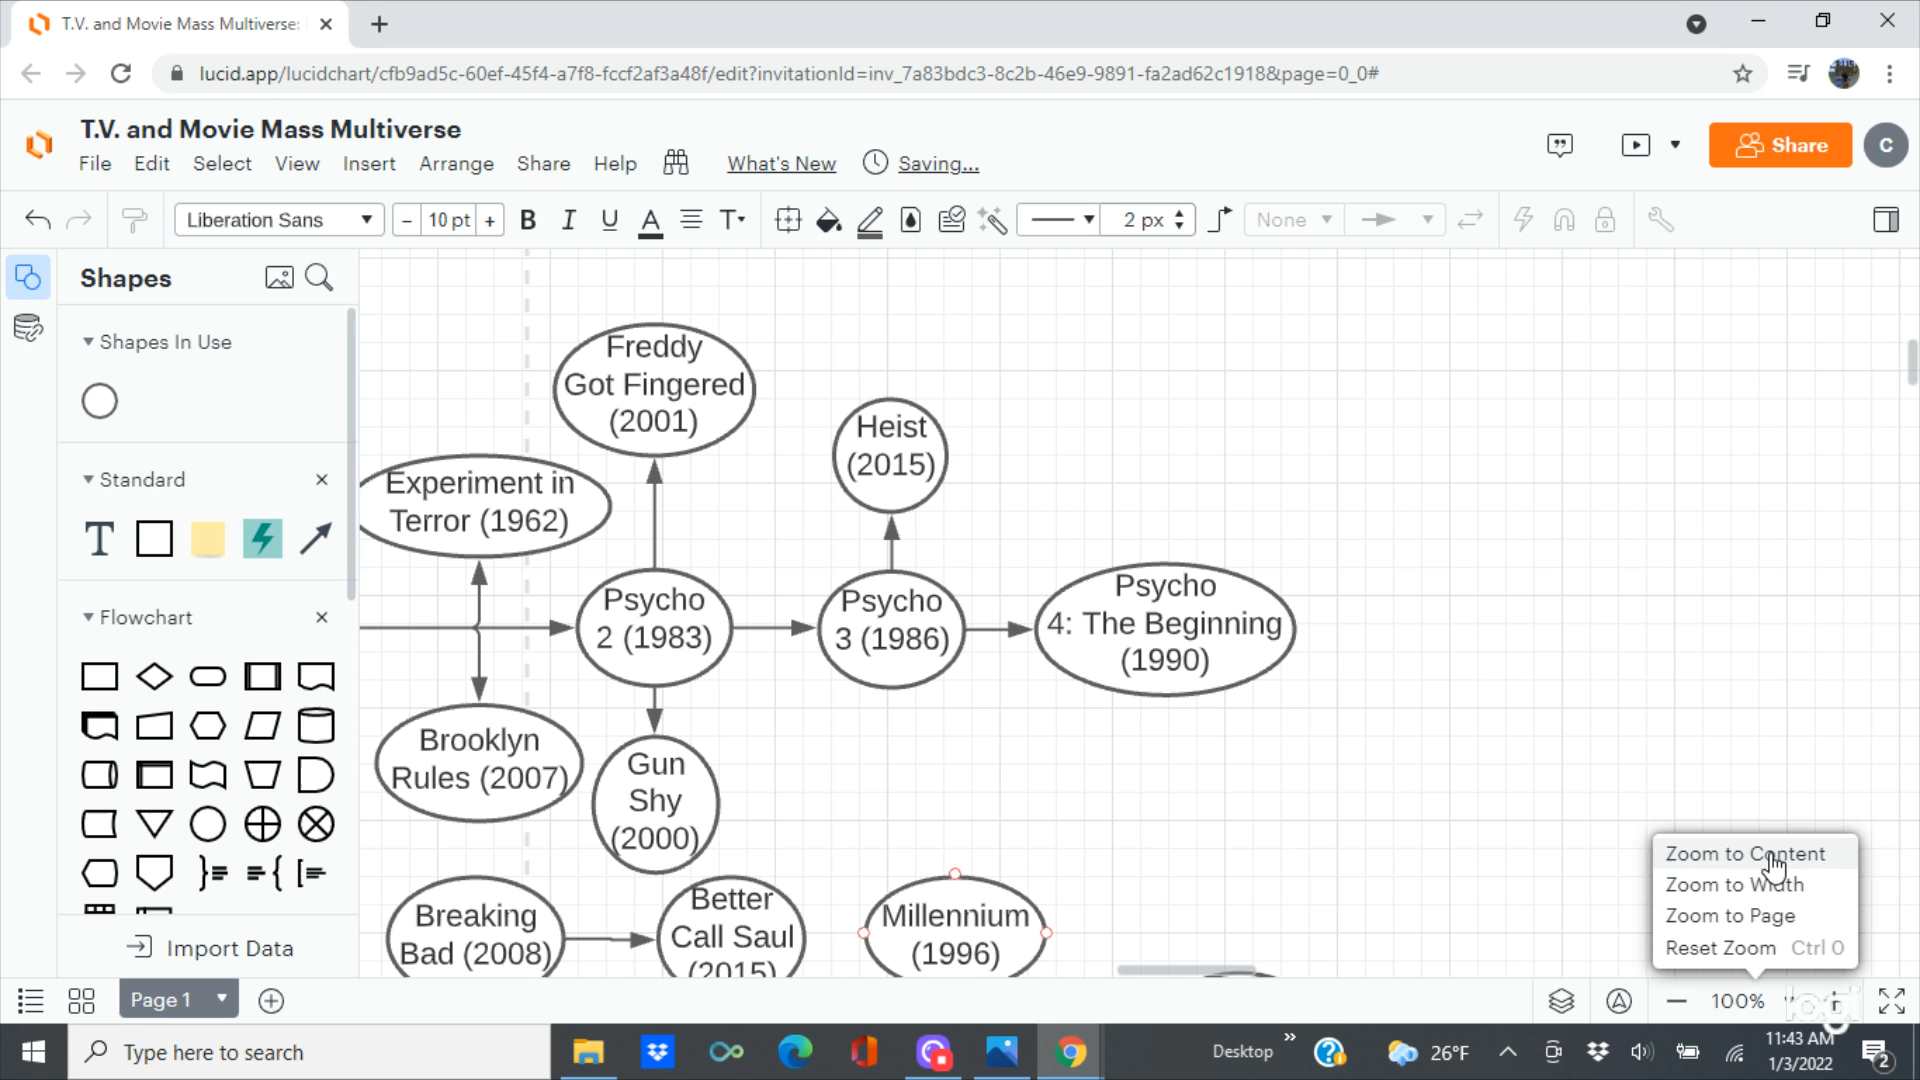 T.V. and Movie Mass Multiverse:
lucid.app/lucidchart/cfb9ad5c-60ef-45f4-a7f8-fccf2af3a48f/edit?invitationId=inv_7a83bdc3-8c2b-46e9-9891-fa2ad62c1918&page=0_0#
T.V. and Movie Mass Multiverse
File Edit Select View Insert Arrange Share Help What's New Saving...
Share
C
Liberation Sans
- 10 pt +
B I U A T
2 px
None
Shapes
Shapes In Use
Standard
T
Flowchart
Import Data
Freddy
Got Fingered
(2001)
Heist
(2015)
Experiment in
Terror (1962)
Psycho
2 (1983)
Psycho
3 (1986)
Psycho
4: The Beginning
(1990)
Brooklyn
Rules (2007)
Gun
Shy
(2000)
Breaking
Bad (2008)
Better
Call Saul
(2015)
Millennium
(1996)
Zoom to Content
Zoom to Width
Zoom to Page
Reset Zoom Ctrl 0
Page 1
100%
logi
Type here to search
Desktop
26°F
11:43 AM
1/3/2022
2